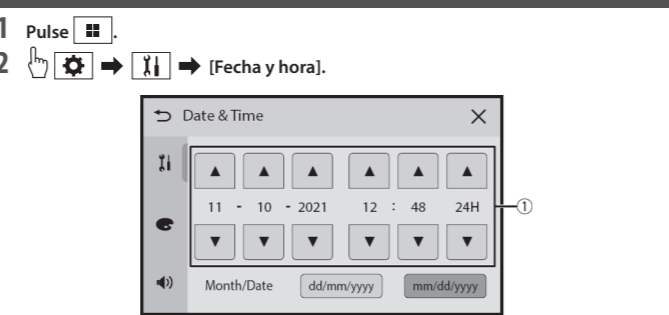 1 Pulse .
2 [Fecha y hora].
Date & Time
▲ ▲ ▲ ▲ ▲ ▲
11 - 10 - 2021 12 : 48 24H ①
▼ ▼ ▼ ▼ ▼ ▼
Month/Date dd/mm/yyyy mm/dd/yyyy